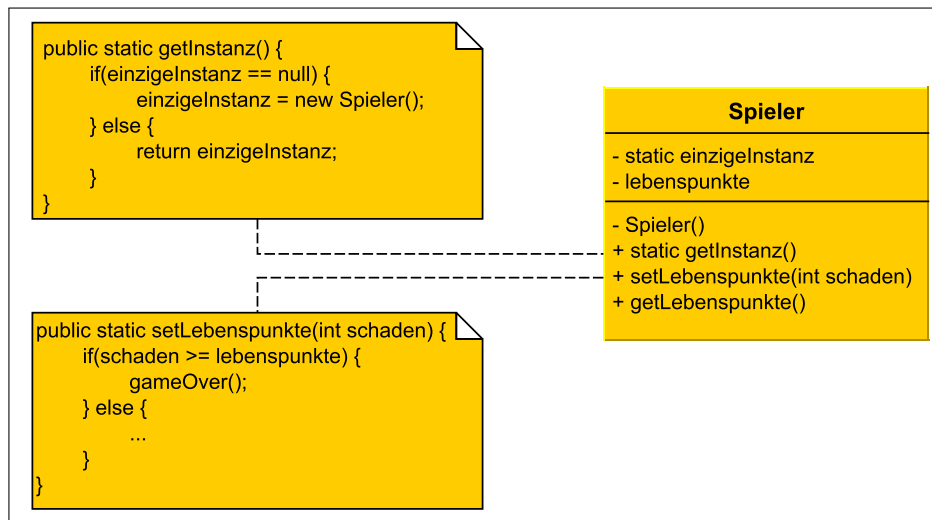 public static getInstanz() {
if(einzigeInstanz == null) {
einzigeInstanz = new Spieler();
} else {
return einzigeInstanz;
}
}
Spieler
- static einzigeInstanz
- lebenspunkte
- Spieler()
+ static getInstanz()
+ setLebenspunkte(int schaden)
+ getLebenspunkte()
public static setLebenspunkte(int schaden) {
if(schaden >= lebenspunkte) {
gameOver();
} else {
...
}
}